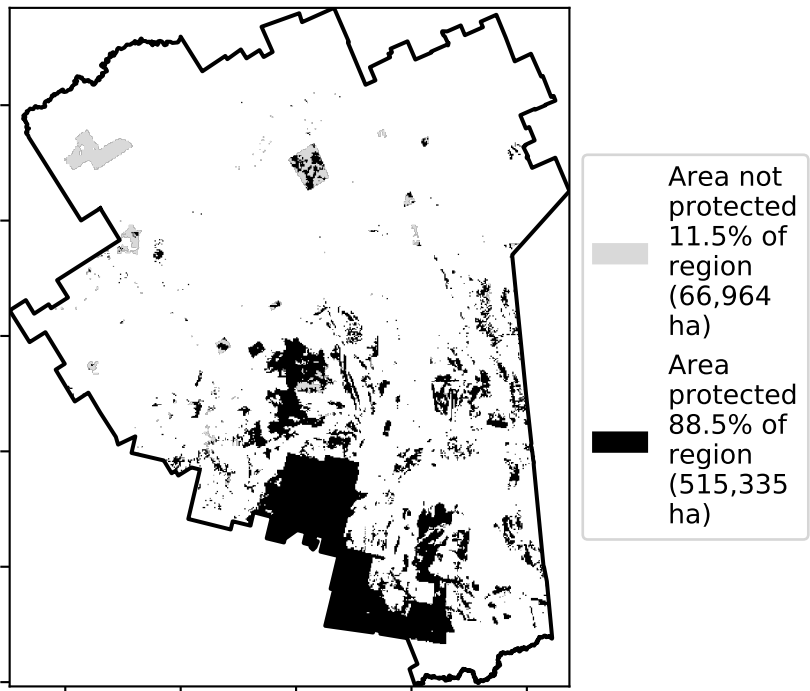 Area not
protected
11.5% of
region
(66,964
ha)
Area
protected
88.5% of
region
(515,335
ha)